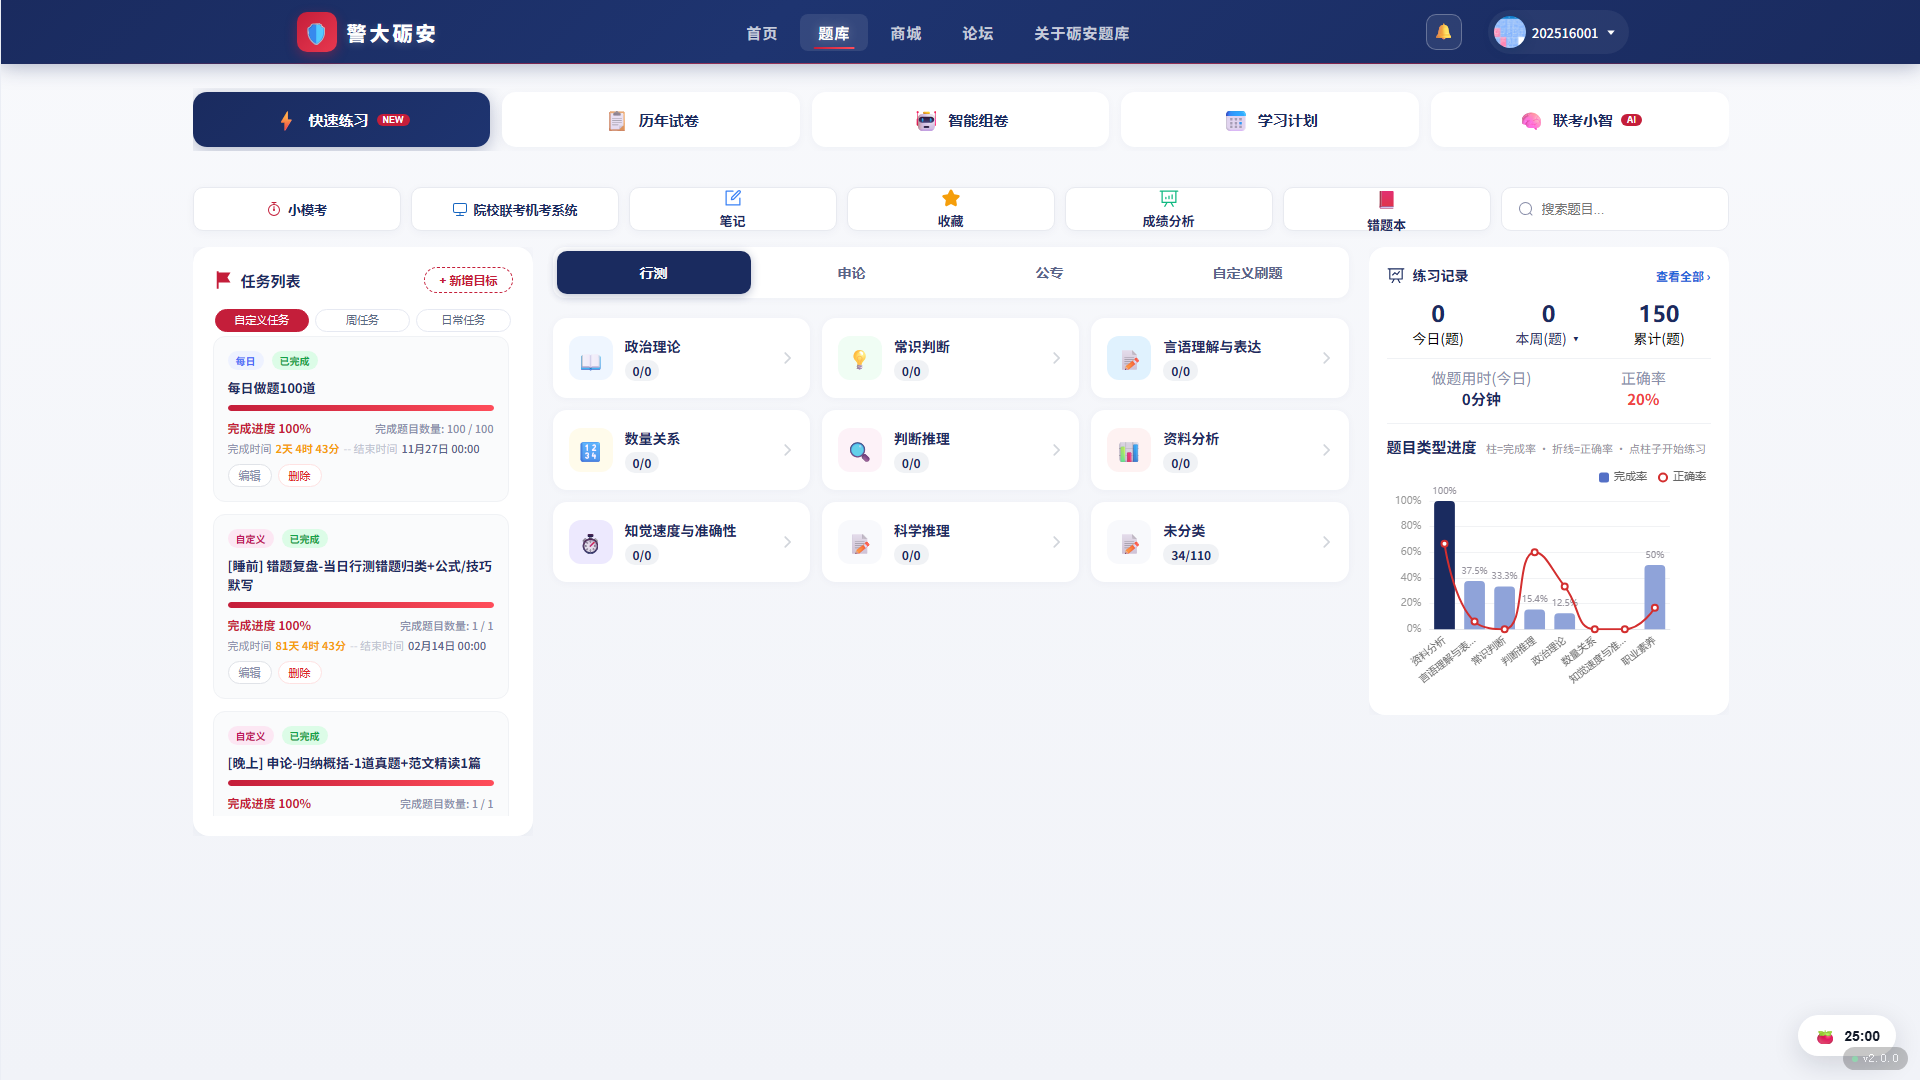 警大砺安
首页
题库
商城
论坛
关于砺安题库
202516001
快速练习 NEW
历年试卷
智能组卷
学习计划
联考小智 AI
小模考
院校联考机考系统
笔记
收藏
成绩分析
错题本
搜索题目...
任务列表
+ 新增目标
自定义任务
周任务
日常任务
每日 已完成
每日做题100道
完成进度 100%
完成题目数量: 100 / 100
完成时间 2天 4时 43分 -- 结束时间 11月27日 00:00
编辑 删除
自定义 已完成
[睡前] 错题复盘-当日行测错题归类+公式/技巧
默写
完成进度 100%
完成题目数量: 1 / 1
完成时间 81天 4时 43分 -- 结束时间 02月14日 00:00
编辑 删除
自定义 已完成
[晚上] 申论-归纳概括-1道真题+范文精读1篇
完成进度 100%
完成题目数量: 1 / 1
行测
申论
公专
自定义刷题
政治理论
0/0
常识判断
0/0
言语理解与表达
0/0
数量关系
0/0
判断推理
0/0
资料分析
0/0
知觉速度与准确性
0/0
科学推理
0/0
未分类
34/110
练习记录
查看全部 ›
0
今日(题)
0
本周(题)
150
累计(题)
做题用时(今日)
0分钟
正确率
20%
题目类型进度
柱=完成率 · 折线=正确率 · 点柱子开始练习
完成率 正确率
100%
80%
60%
40%
20%
0%
100%
37.5%
33.3%
15.4%
12.5%
50%
资料分析
言语理解与表...
常识判断
判断推理
政治理论
数量关系
知觉速度与准...
职业素养
25:00
v2.0.0